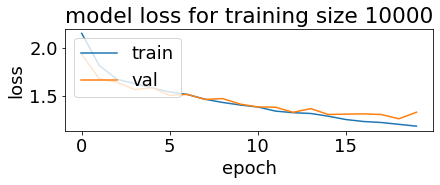 model loss for training size 10000
2.0
1.5
loss
train
val
0 5 10 15
epoch